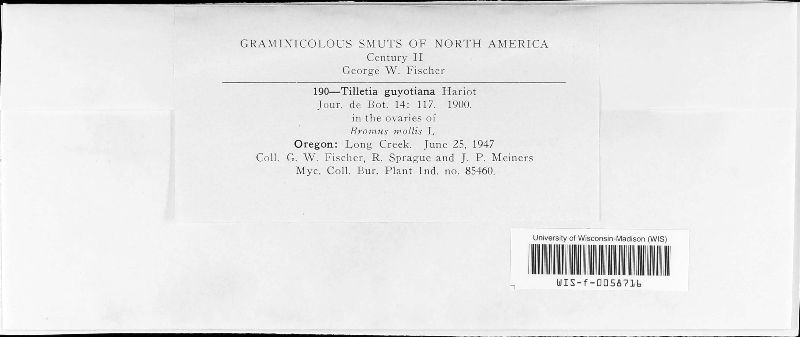 GRAMINICOLOUS SMUTS OF NORTH AMERICA
Century II
George W. Fischer
190—Tilletia guyotiana Hariot
Jour. de Bot. 14: 117. 1900.
in the ovaries of
Bromus mollis L.
Oregon: Long Creek. June 25, 1947
Coll. G. W. Fischer, R. Sprague and J. P. Meiners
Myc. Coll. Bur. Plant Ind. no. 85460.
University of Wisconsin-Madison (WIS)
WIS-f-0058716